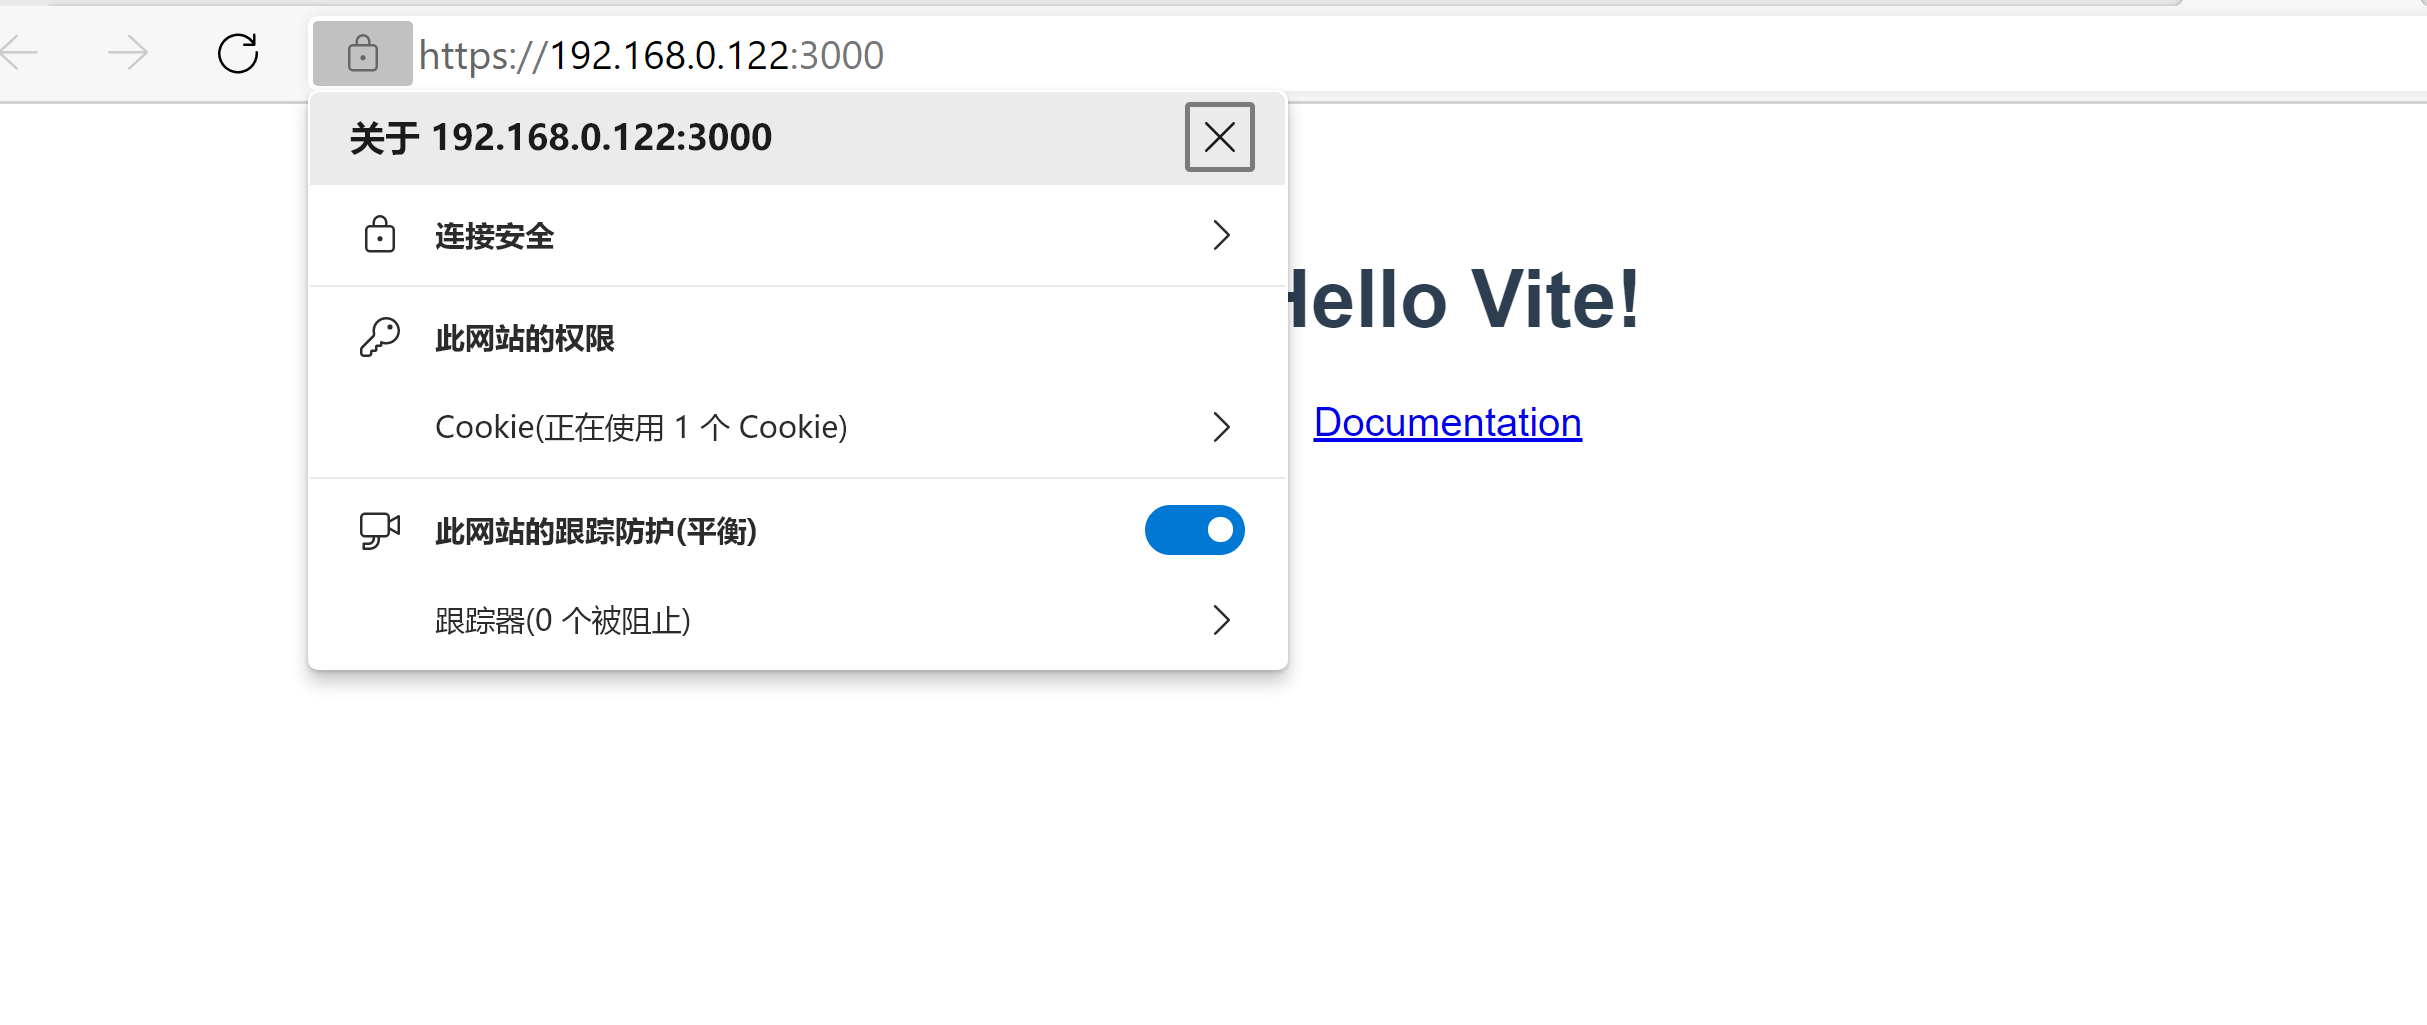 https://192.168.0.122:3000
关于 192.168.0.122:3000
连接安全
Hello Vite!
此网站的权限
Cookie(正在使用 1 个 Cookie)
Documentation
此网站的跟踪防护(平衡)
跟踪器(0 个被阻止)